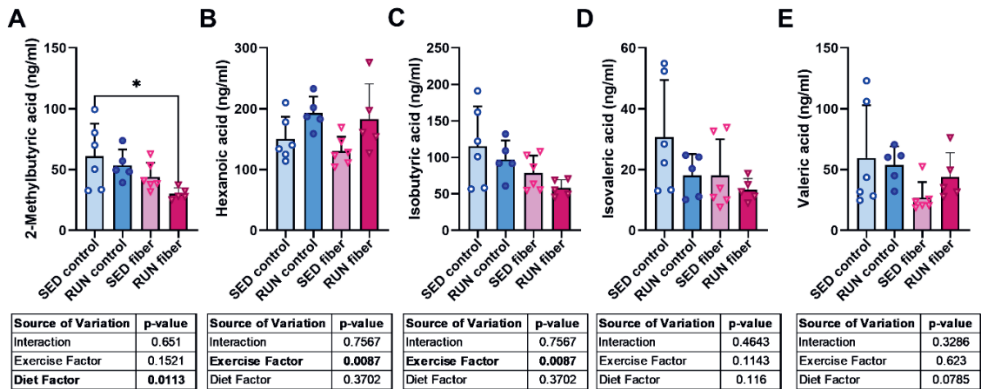 A
2-Methylbutyric acid (ng/ml)
150
100
50
0
*
SED control
RUN control
SED fiber
RUN fiber
Source of Variation p-value
Interaction 0.651
Exercise Factor 0.1521
Diet Factor 0.0113
B
Hexanoic acid (ng/ml)
300
200
100
0
SED control
RUN control
SED fiber
RUN fiber
Source of Variation p-value
Interaction 0.7567
Exercise Factor 0.0087
Diet Factor 0.3702
C
Isobutyric acid (ng/ml)
250
200
150
100
50
0
SED control
RUN control
SED fiber
RUN fiber
Source of Variation p-value
Interaction 0.7567
Exercise Factor 0.0087
Diet Factor 0.3702
D
Isovaleric acid (ng/ml)
60
40
20
0
SED control
RUN control
SED fiber
RUN fiber
Source of Variation p-value
Interaction 0.4643
Exercise Factor 0.1143
Diet Factor 0.116
E
Valeric acid (ng/ml)
150
100
50
0
SED control
RUN control
SED fiber
RUN fiber
Source of Variation p-value
Interaction 0.3286
Exercise Factor 0.623
Diet Factor 0.0785